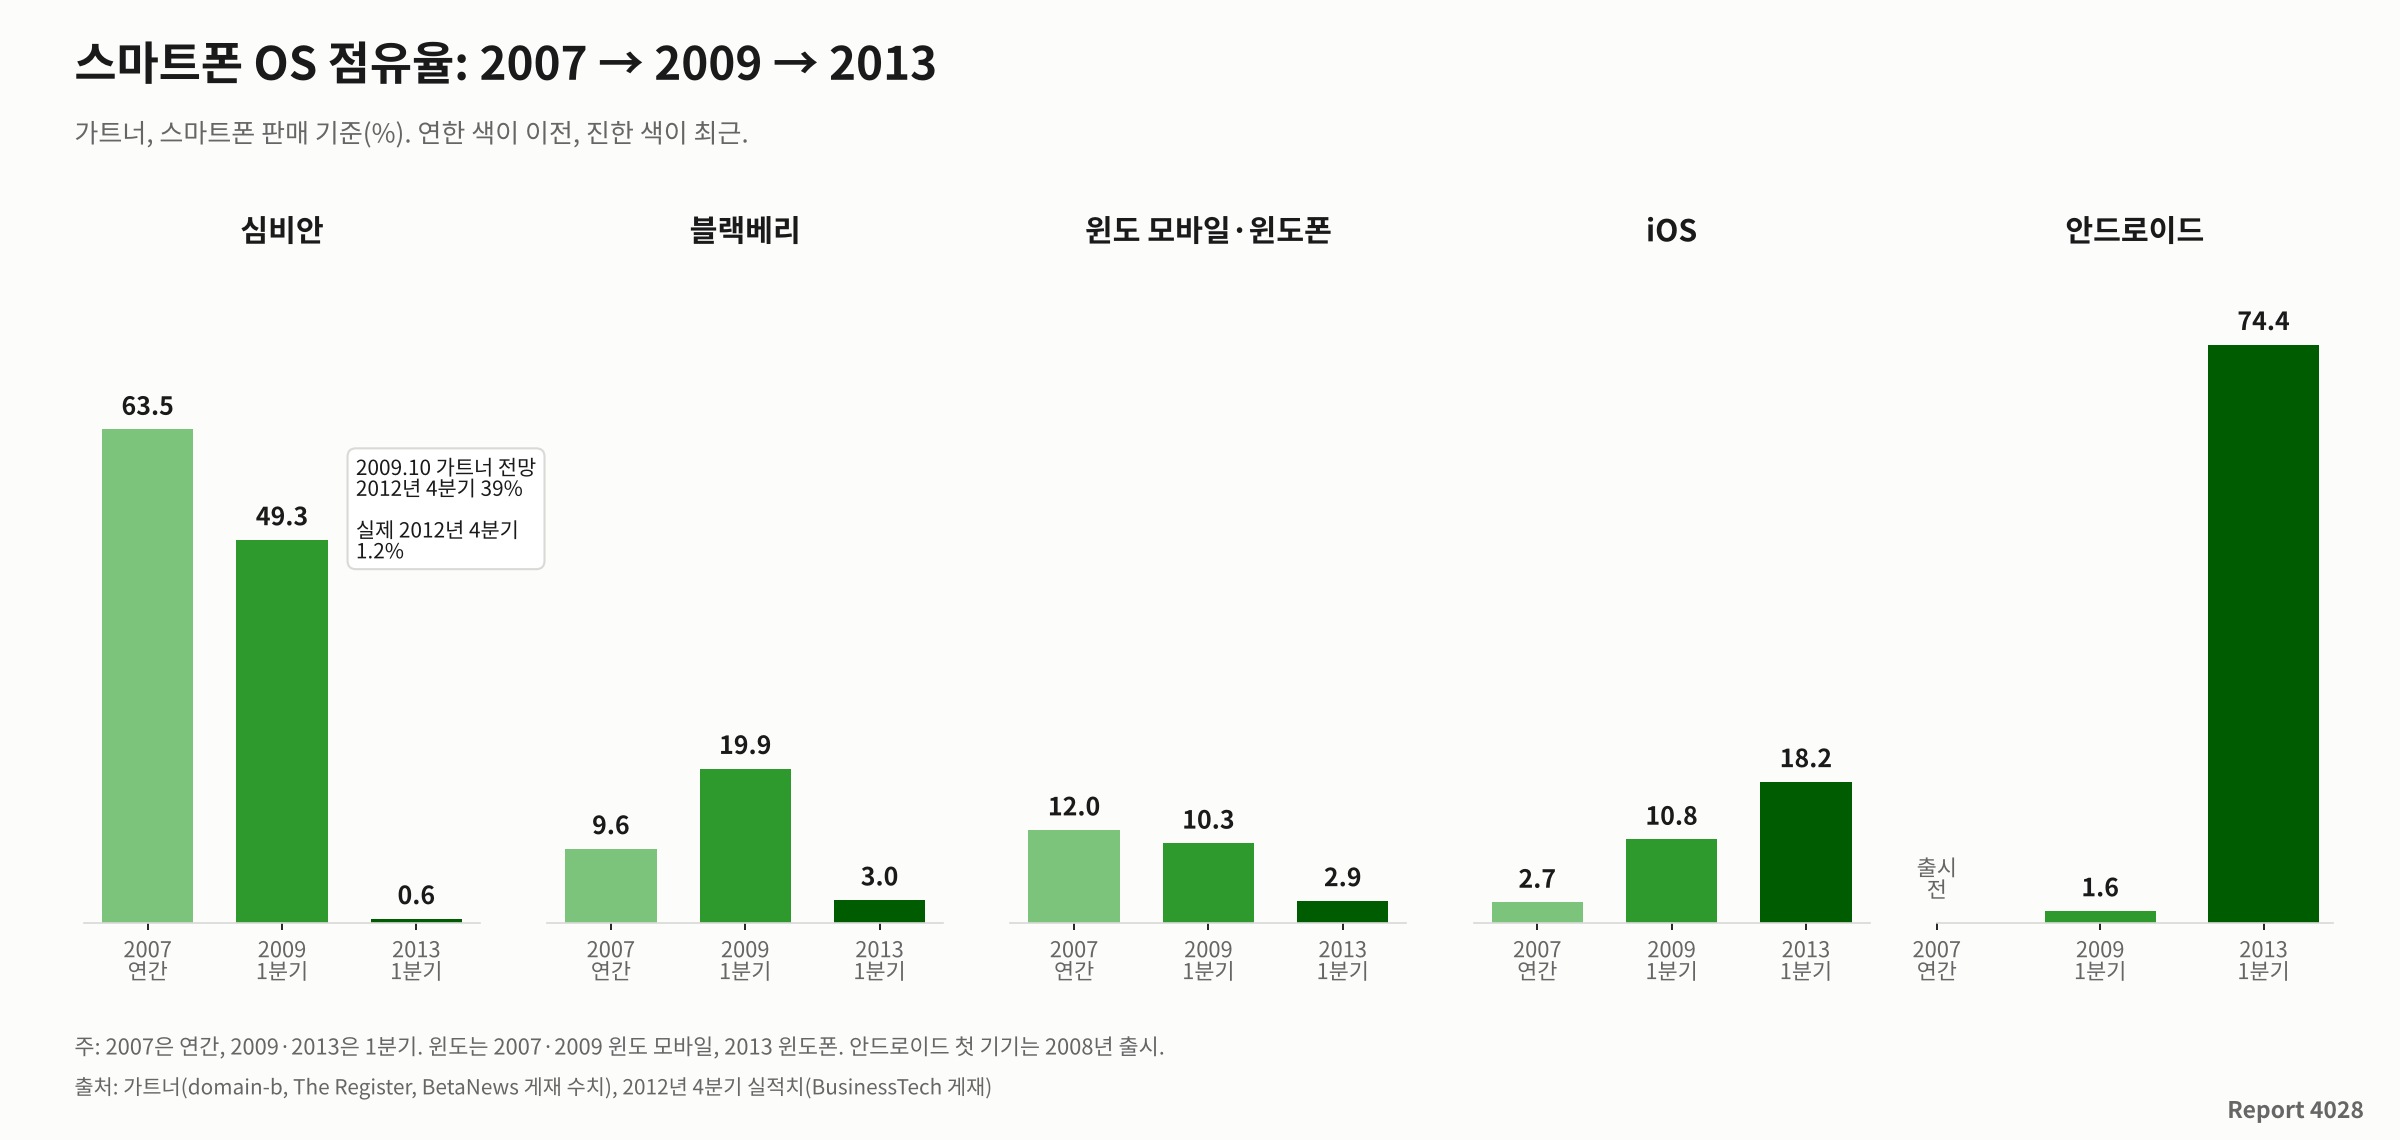 스마트폰 OS 점유율: 2007 → 2009 → 2013
가트너, 스마트폰 판매 기준(%). 연한 색이 이전, 진한 색이 최근.
심비안
63.5
49.3
0.6
2009.10 가트너 전망
2012년 4분기 39%
실제 2012년 4분기
1.2%
2007
연간
2009
1분기
2013
1분기
블랙베리
9.6
19.9
3.0
2007
연간
2009
1분기
2013
1분기
윈도 모바일·윈도폰
12.0
10.3
2.9
2007
연간
2009
1분기
2013
1분기
iOS
2.7
10.8
18.2
2007
연간
2009
1분기
2013
1분기
안드로이드
출시
전
1.6
74.4
2007
연간
2009
1분기
2013
1분기
주: 2007은 연간, 2009·2013은 1분기. 윈도는 2007·2009 윈도 모바일, 2013 윈도폰. 안드로이드 첫 기기는 2008년 출시.
출처: 가트너(domain-b, The Register, BetaNews 게재 수치), 2012년 4분기 실적치(BusinessTech 게재)
Report 4028